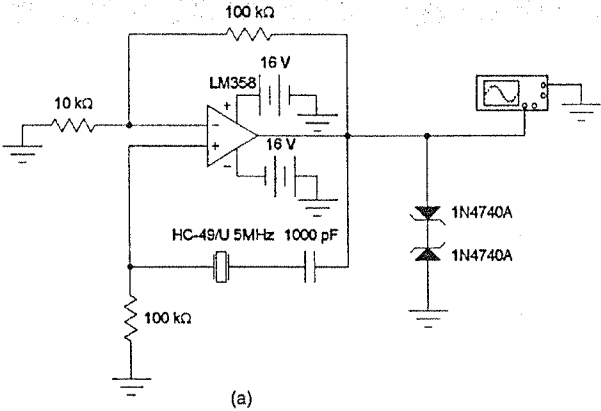 100 kΩ
16 V
LM358
+
10 kΩ
−
+
16 V
−
HC-49/U 5MHz 1000 pF
1N4740A
1N4740A
100 kΩ
(a)